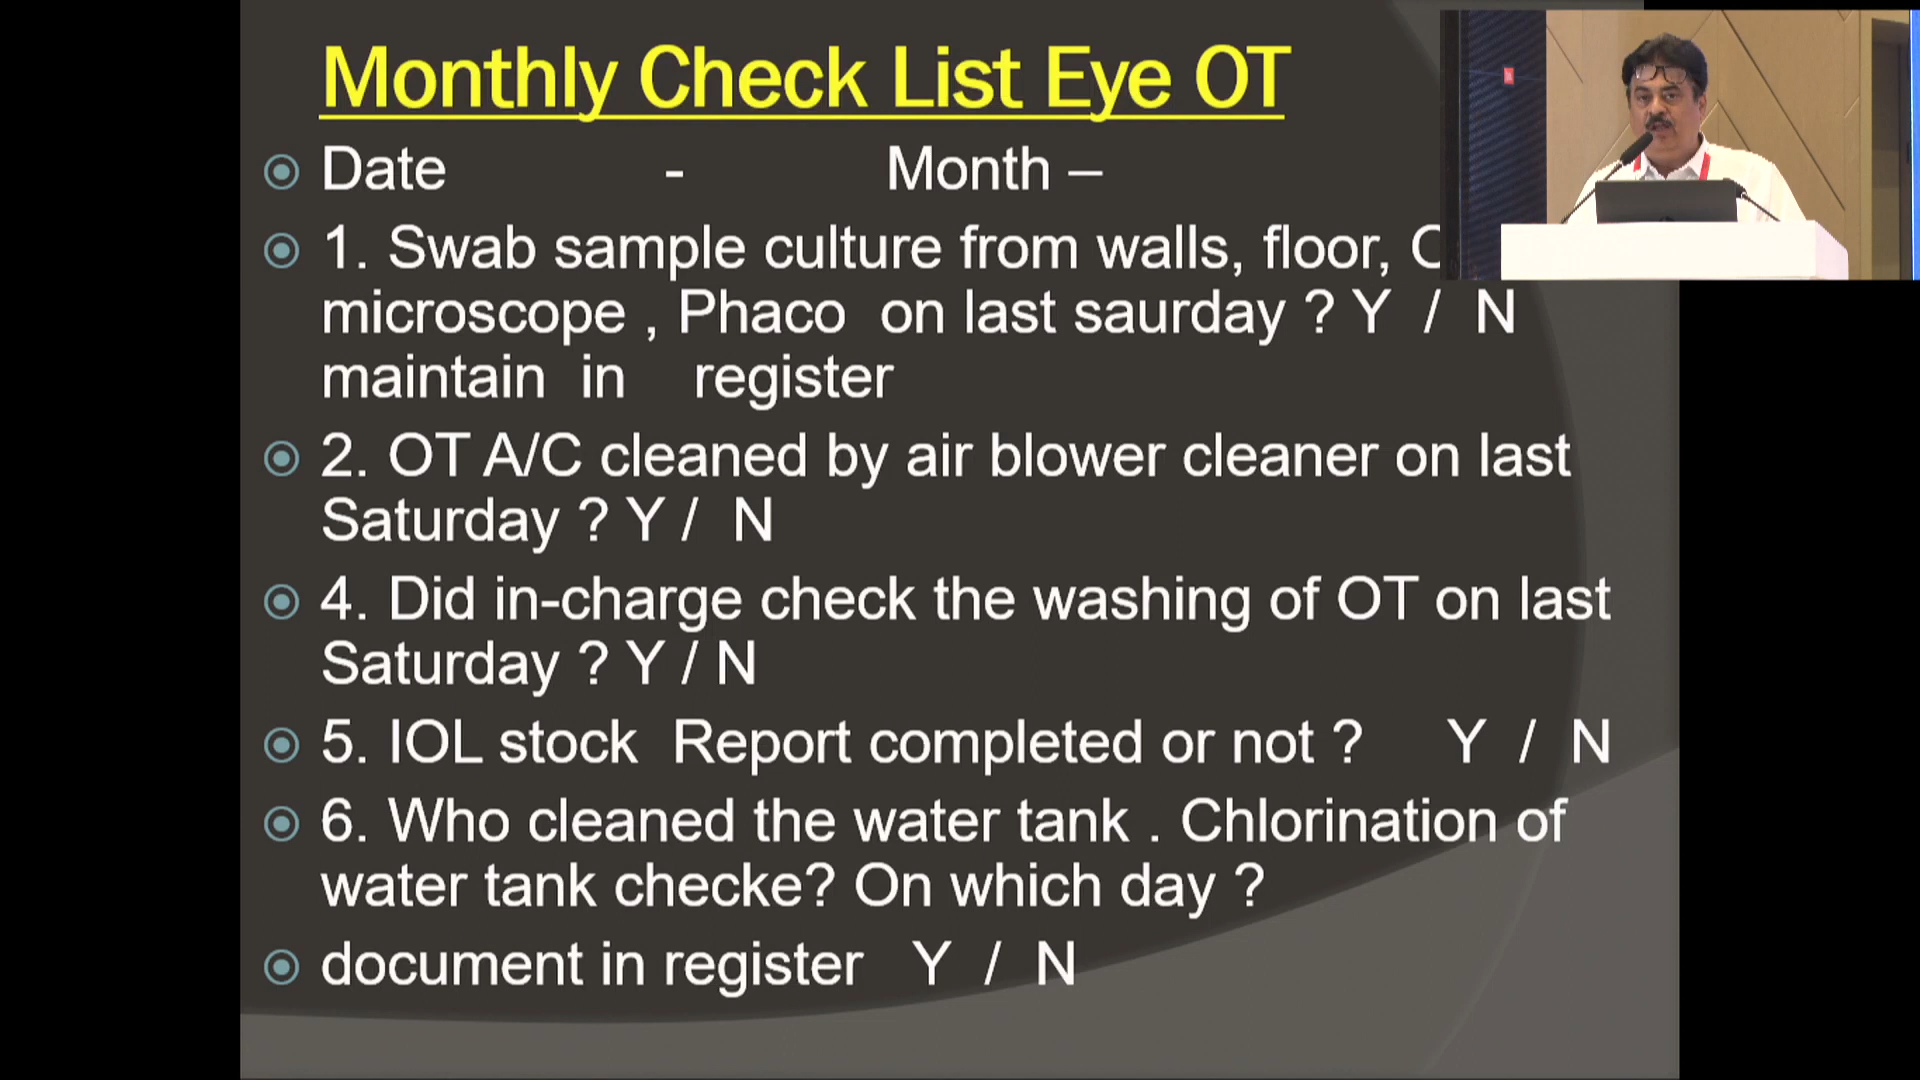 Monthly Check List Eye OT
Date - Month –
1. Swab sample culture from walls, floor,
microscope , Phaco on last saurday ? Y / N
maintain in register
2. OT A/C cleaned by air blower cleaner on last
Saturday ? Y / N
4. Did in-charge check the washing of OT on last
Saturday ? Y / N
5. IOL stock Report completed or not ? Y / N
6. Who cleaned the water tank . Chlorination of
water tank checke? On which day ?
document in register Y / N